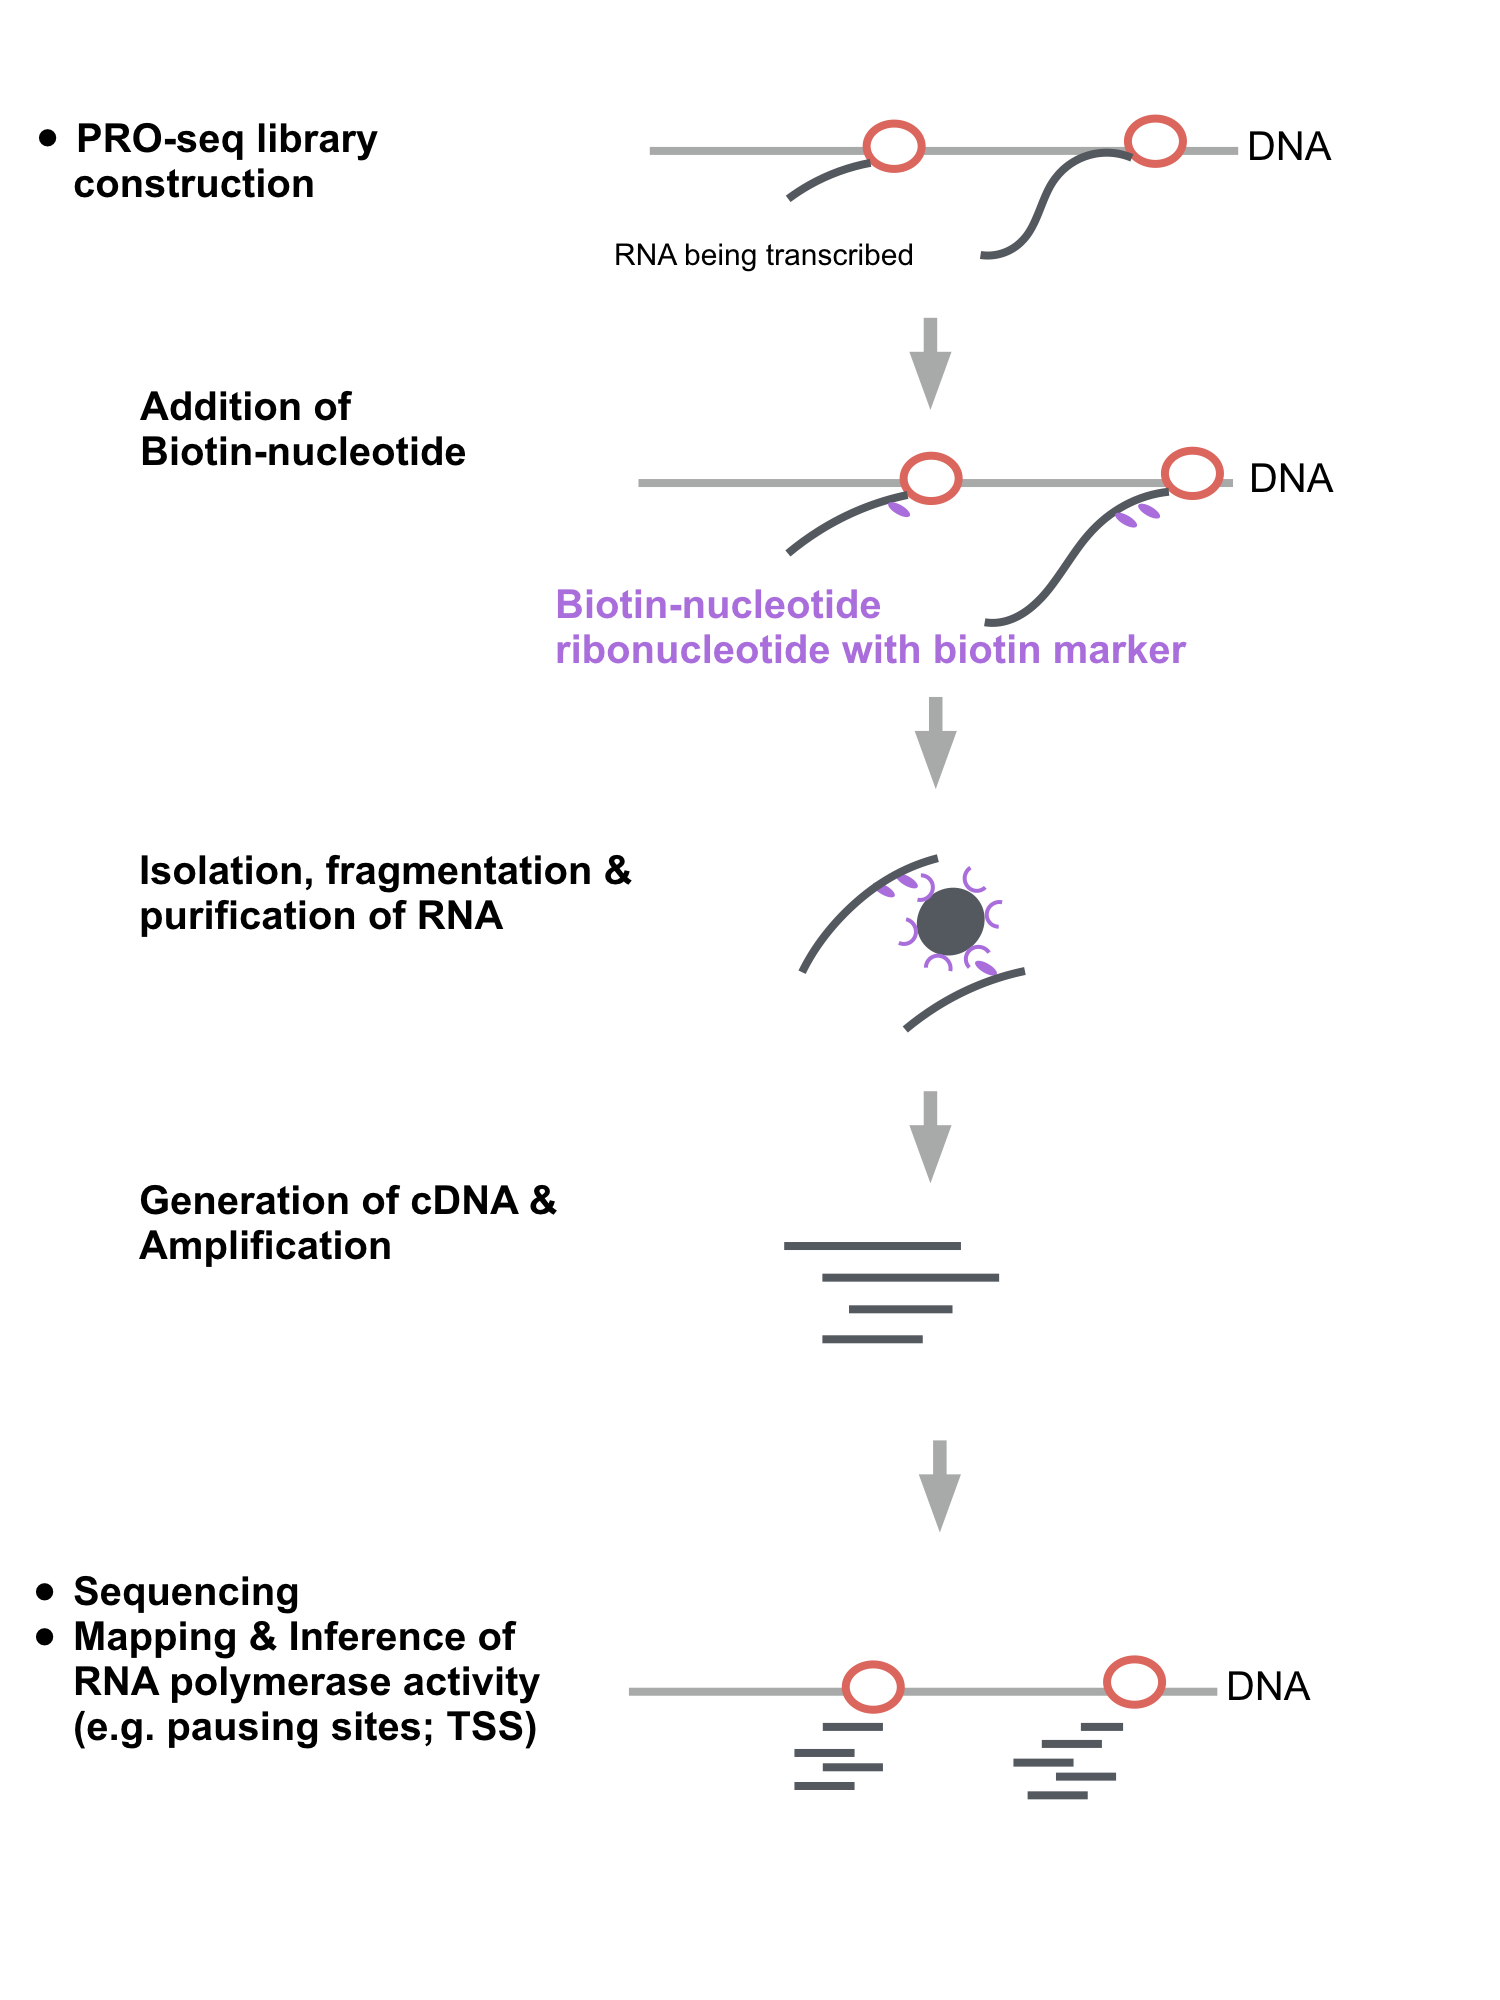 • PRO-seq library
construction
DNA
RNA being transcribed
Addition of
Biotin-nucleotide
DNA
Biotin-nucleotide
ribonucleotide with biotin marker
Isolation, fragmentation &
purification of RNA
Generation of cDNA &
Amplification
• Sequencing
• Mapping & Inference of
RNA polymerase activity
(e.g. pausing sites; TSS)
DNA